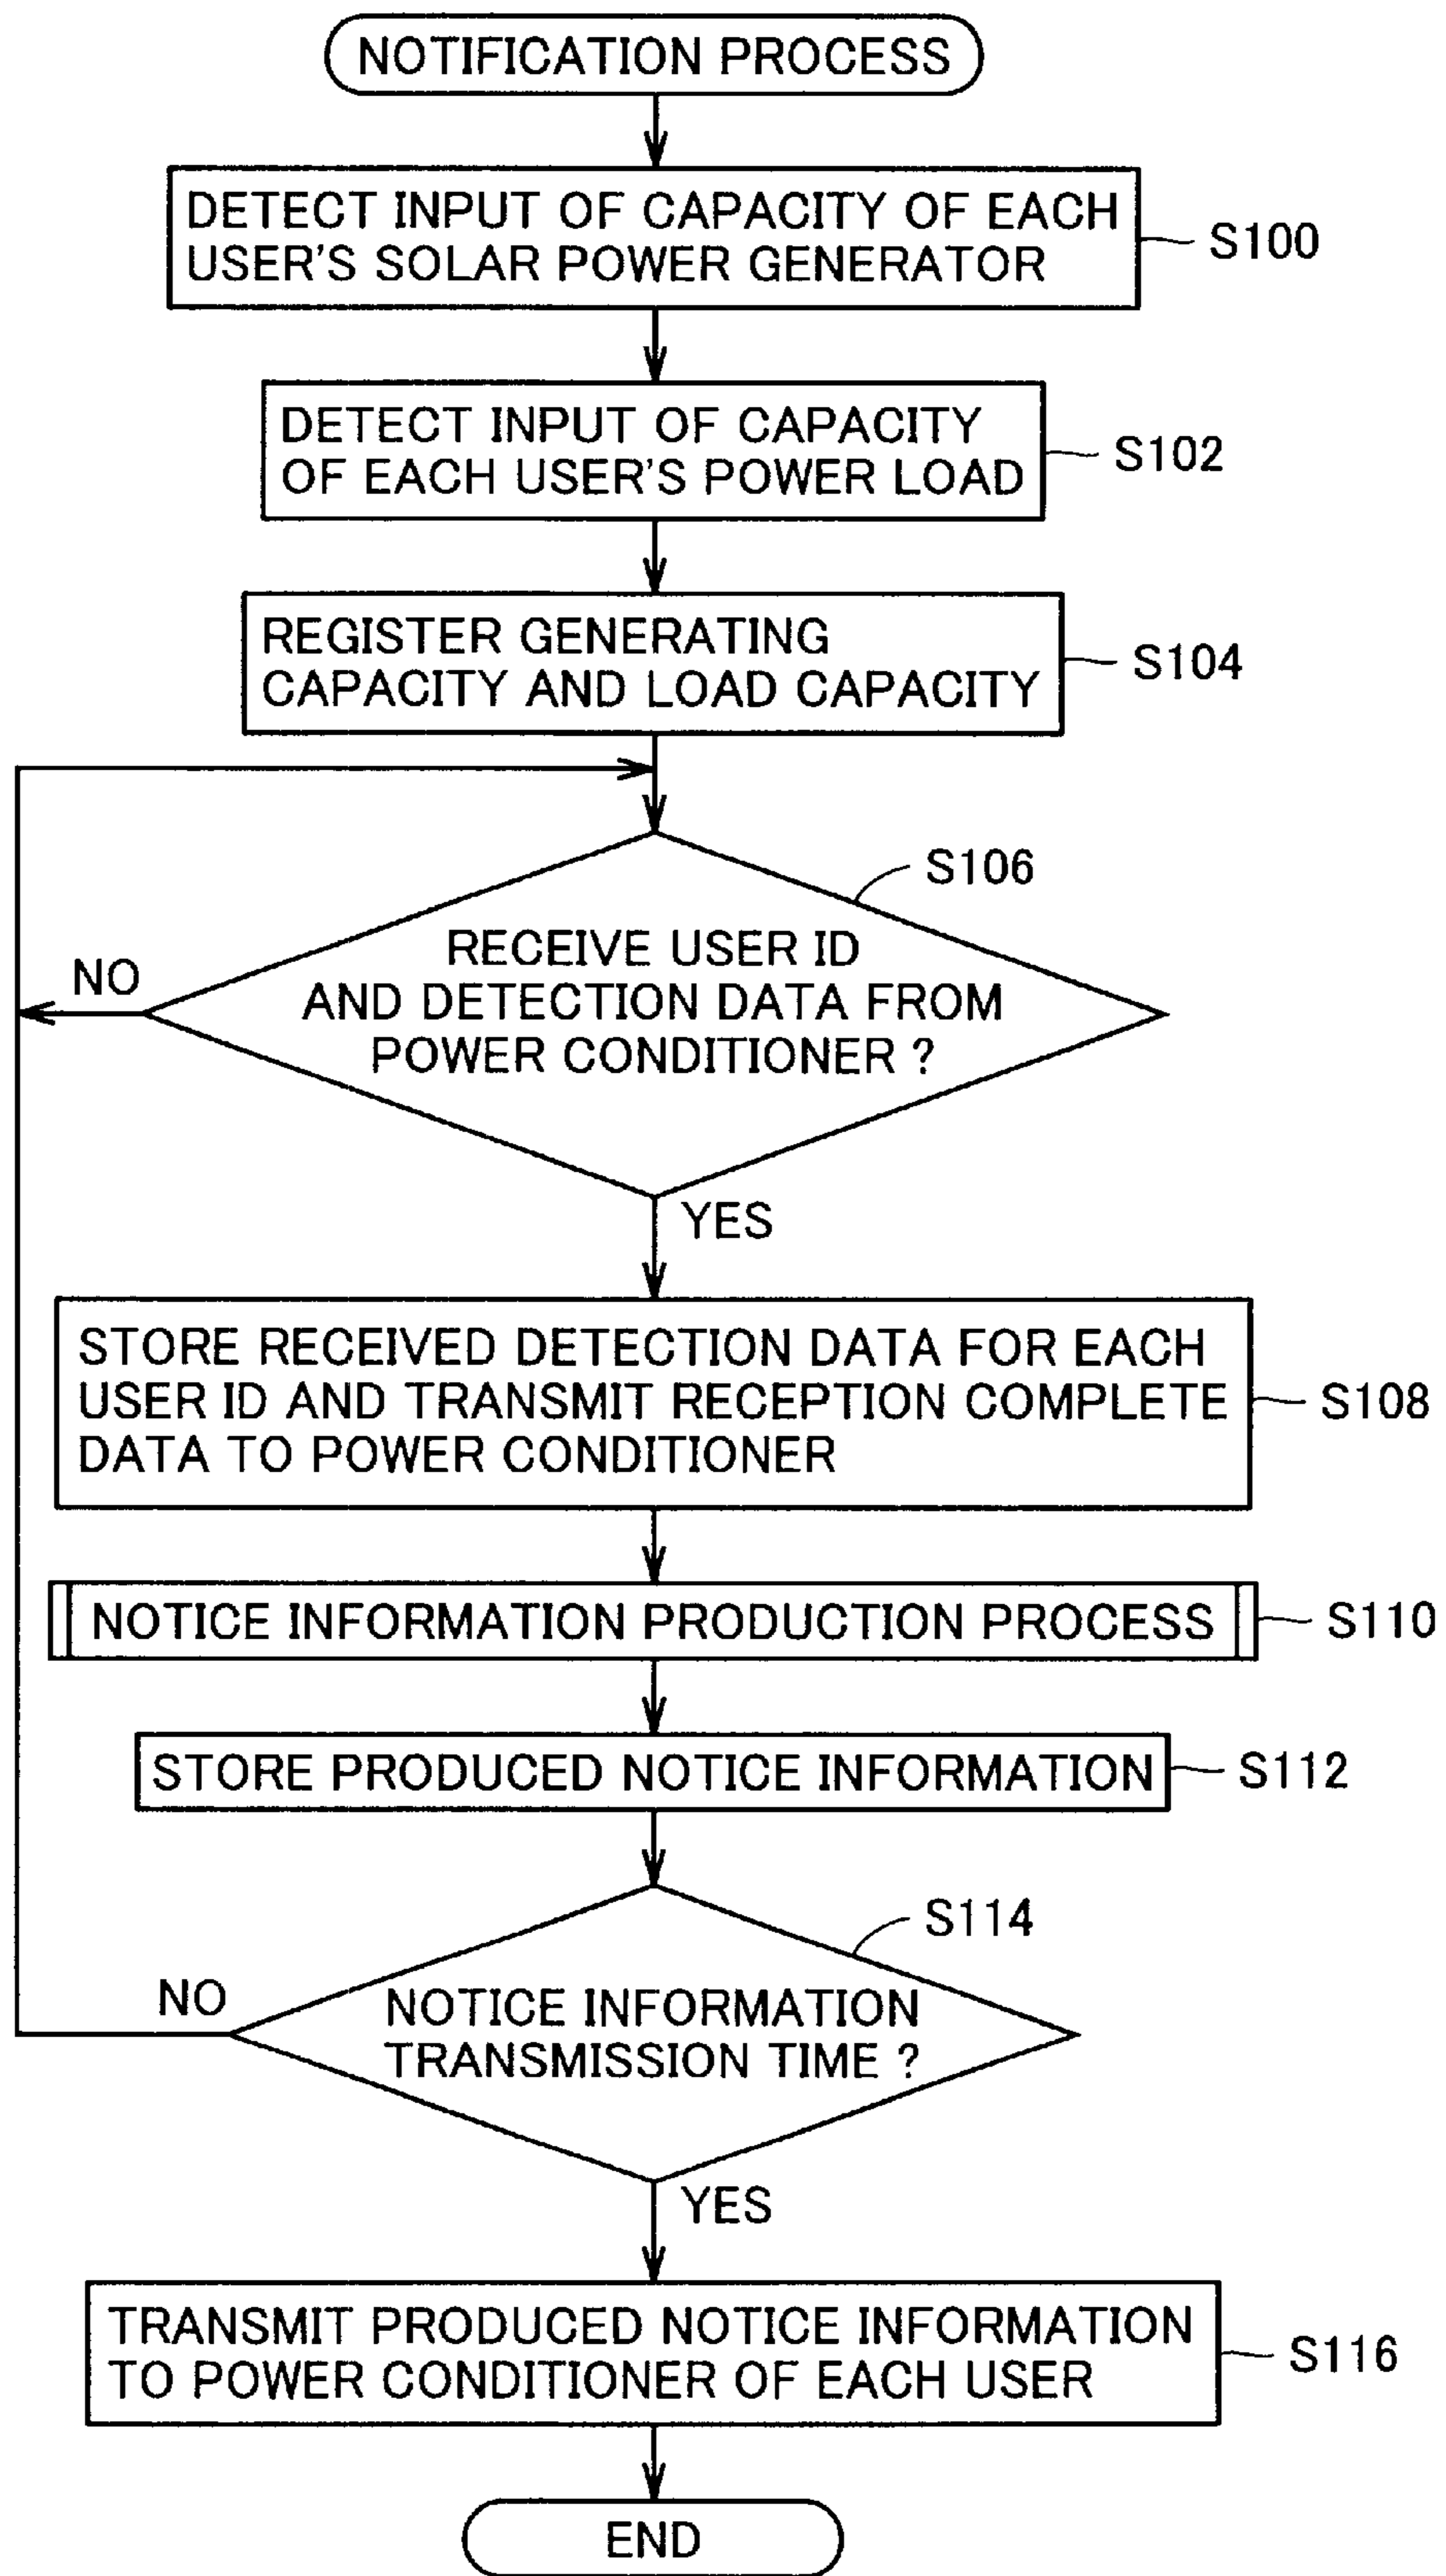 NOTIFICATION PROCESS
DETECT INPUT OF CAPACITY OF EACH
USER'S SOLAR POWER GENERATOR
S100
DETECT INPUT OF CAPACITY
OF EACH USER'S POWER LOAD
S102
REGISTER GENERATING
CAPACITY AND LOAD CAPACITY
S104
S106
RECEIVE USER ID
AND DETECTION DATA FROM
POWER CONDITIONER ?
NO
YES
STORE RECEIVED DETECTION DATA FOR EACH
USER ID AND TRANSMIT RECEPTION COMPLETE
DATA TO POWER CONDITIONER
S108
NOTICE INFORMATION PRODUCTION PROCESS
S110
STORE PRODUCED NOTICE INFORMATION
S112
S114
NOTICE INFORMATION
TRANSMISSION TIME ?
NO
YES
TRANSMIT PRODUCED NOTICE INFORMATION
TO POWER CONDITIONER OF EACH USER
S116
END